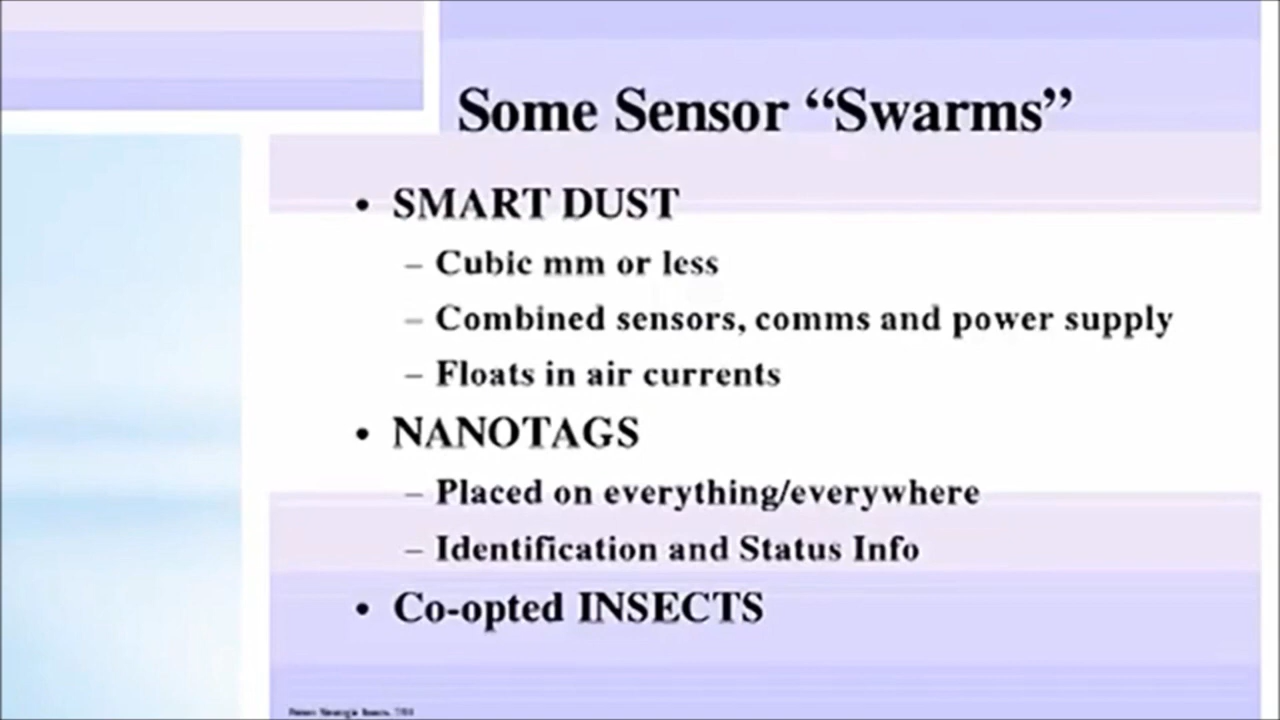 Some Sensor “Swarms”
• SMART DUST
– Cubic mm or less
– Combined sensors, comms and power supply
– Floats in air currents
• NANOTAGS
– Placed on everything/everywhere
– Identification and Status Info
• Co-opted INSECTS